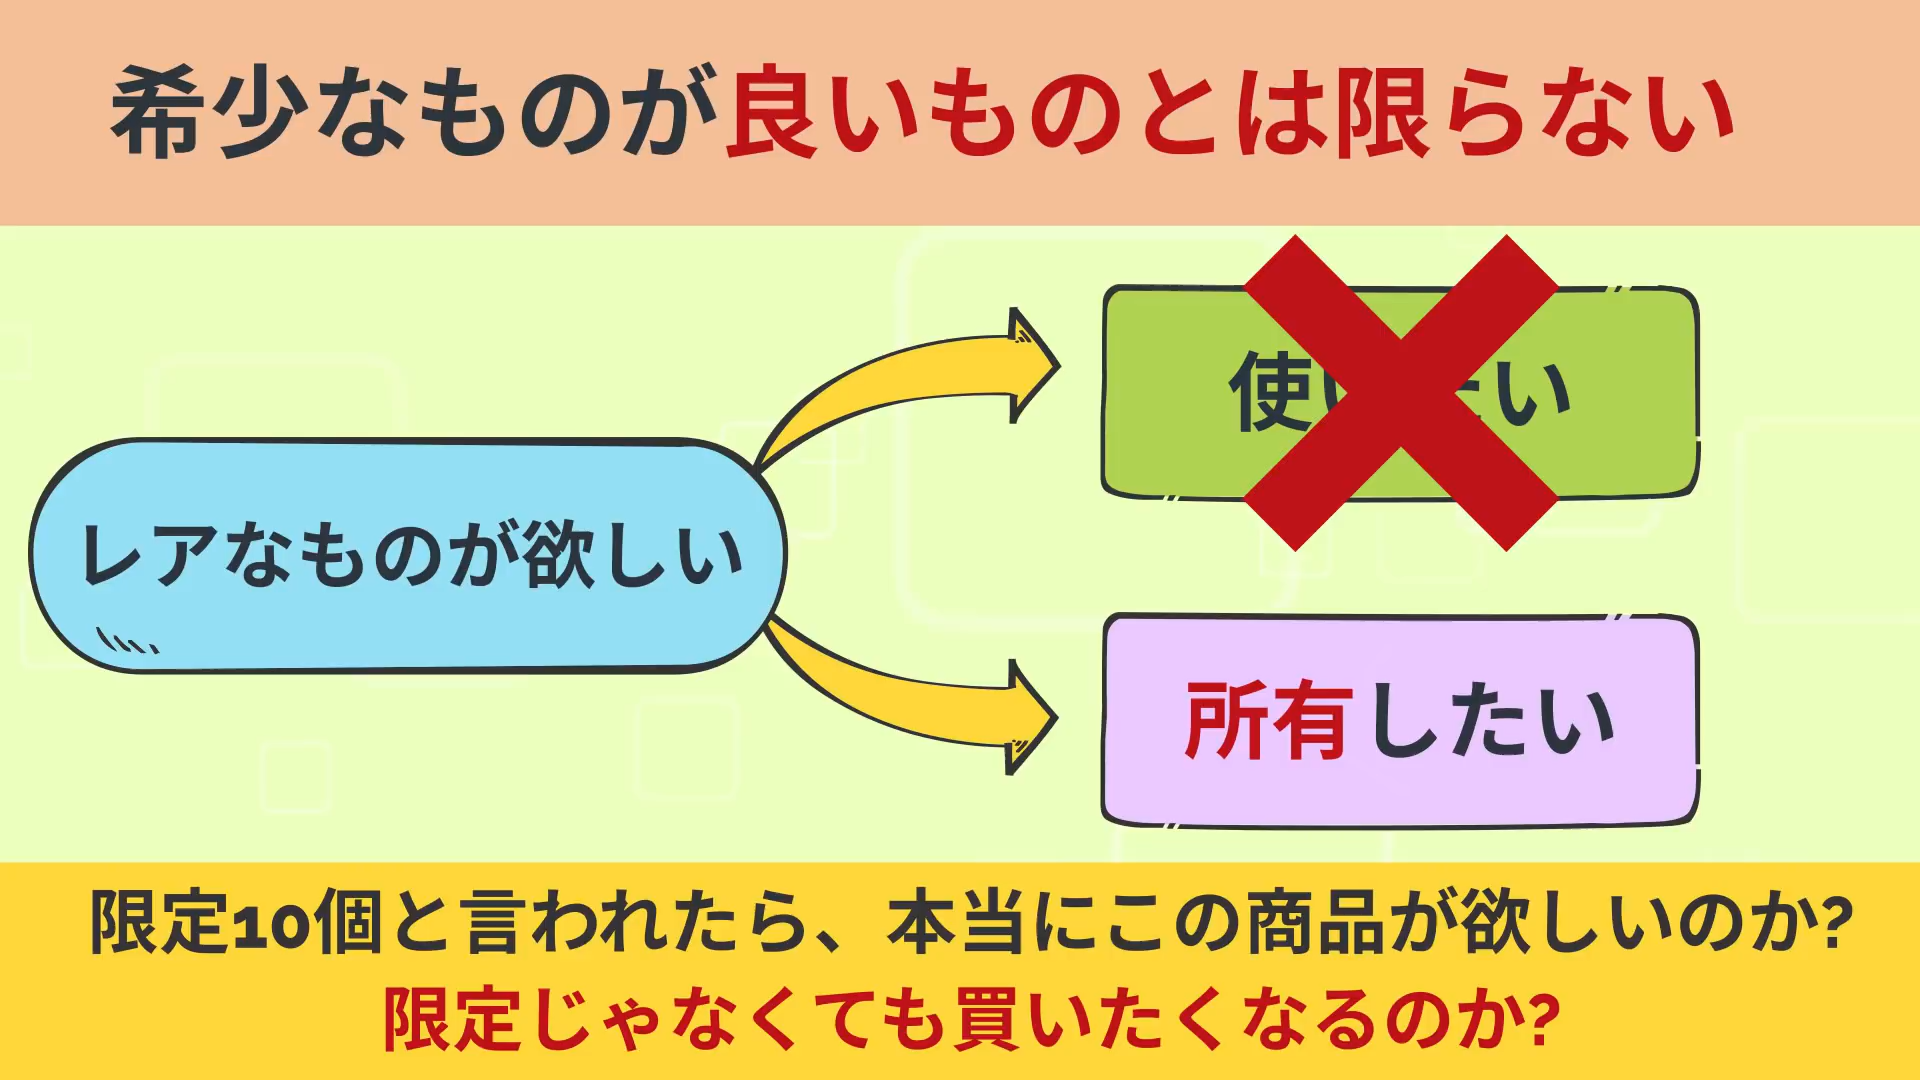 希少なものが良いものとは限らない
レアなものが欲しい
使いたい
所有したい
限定10個と言われたら、本当にこの商品が欲しいのか?
限定じゃなくても買いたくなるのか?